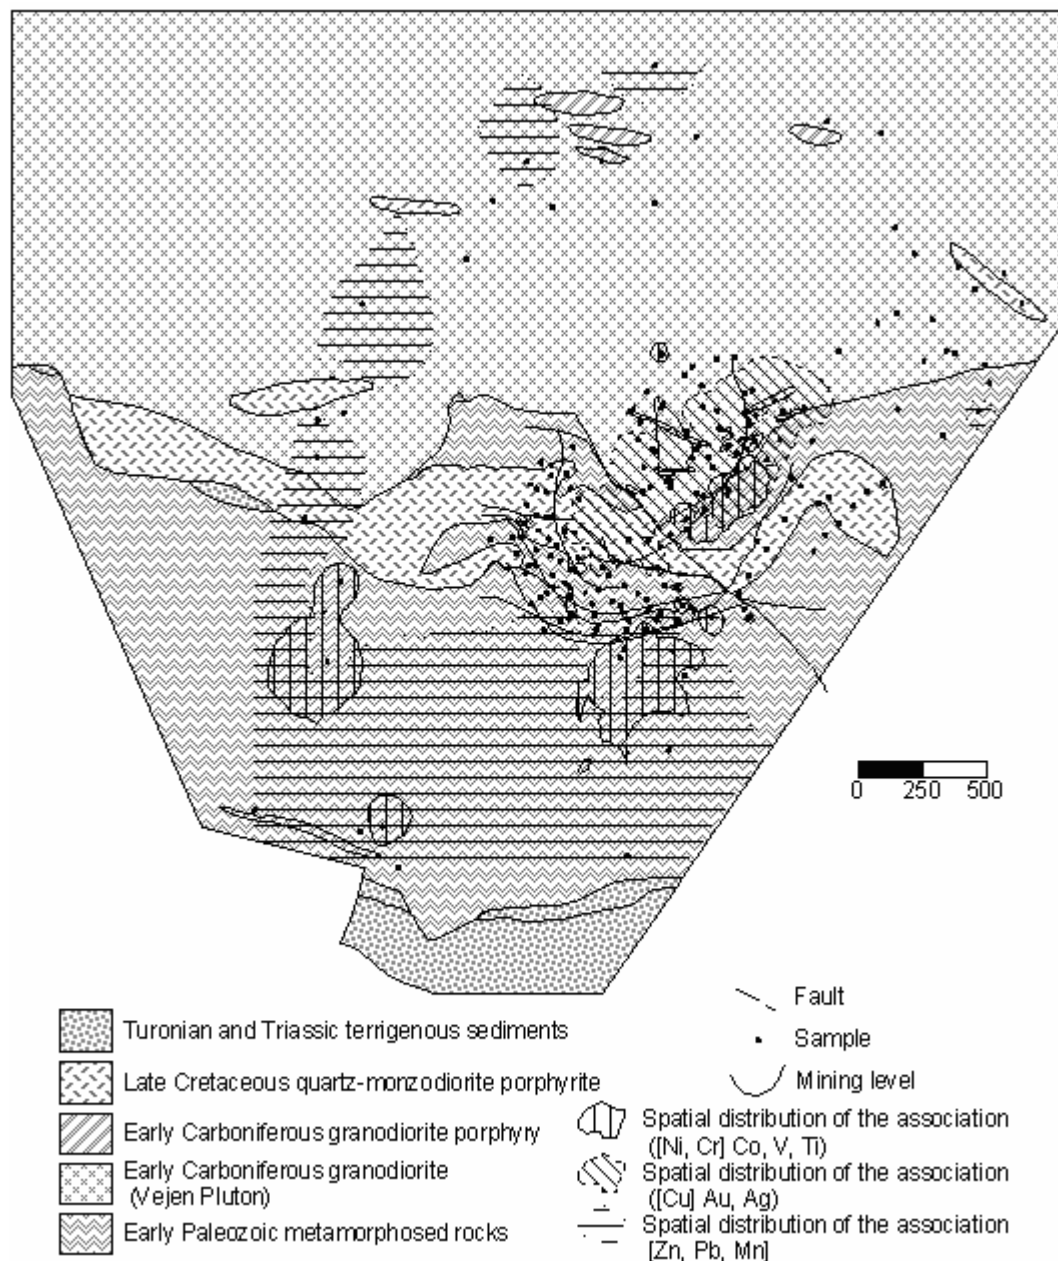 0 250 500
Turonian and Triassic terrigenous sediments
Late Cretaceous quartz-monzodiorite porphyrite
Early Carboniferous granodiorite porphyry
Early Carboniferous granodiorite
(Vejen Pluton)
Early Paleozoic metamorphosed rocks
Fault
Sample
Mining level
Spatial distribution of the association
([Ni, Cr] Co, V, Ti)
Spatial distribution of the association
([Cu] Au, Ag)
Spatial distribution of the association
[Zn, Pb, Mn]